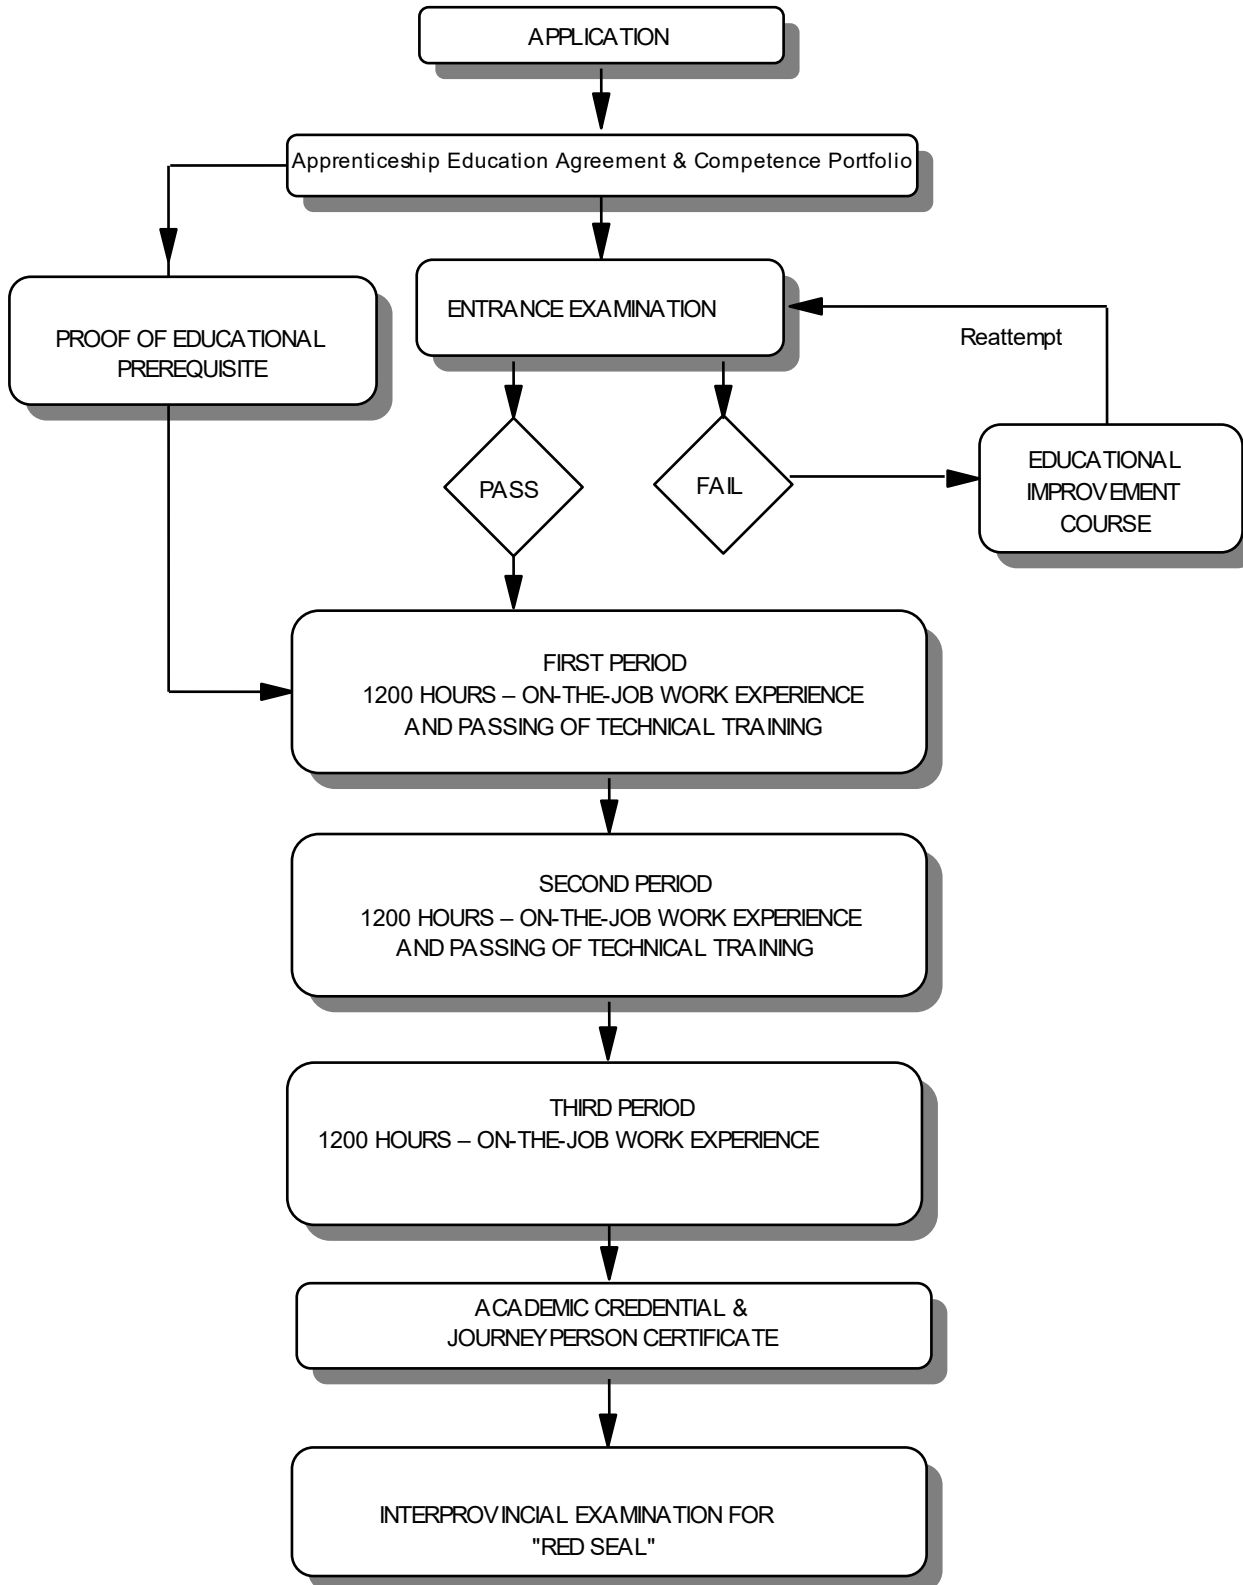 APPLICATION
Apprenticeship Education Agreement & Competence Portfolio
ENTRANCE EXAMINATION
Reattempt
PROOF OF EDUCATIONAL
PREREQUISITE
PASS
FAIL
EDUCATIONAL
IMPROVEMENT
COURSE
FIRST PERIOD
1200 HOURS – ON-THE-JOB WORK EXPERIENCE
AND PASSING OF TECHNICAL TRAINING
SECOND PERIOD
1200 HOURS – ON-THE-JOB WORK EXPERIENCE
AND PASSING OF TECHNICAL TRAINING
THIRD PERIOD
1200 HOURS – ON-THE-JOB WORK EXPERIENCE
ACADEMIC CREDENTIAL &
JOURNEYPERSON CERTIFICATE
INTERPROVINCIAL EXAMINATION FOR
"RED SEAL"